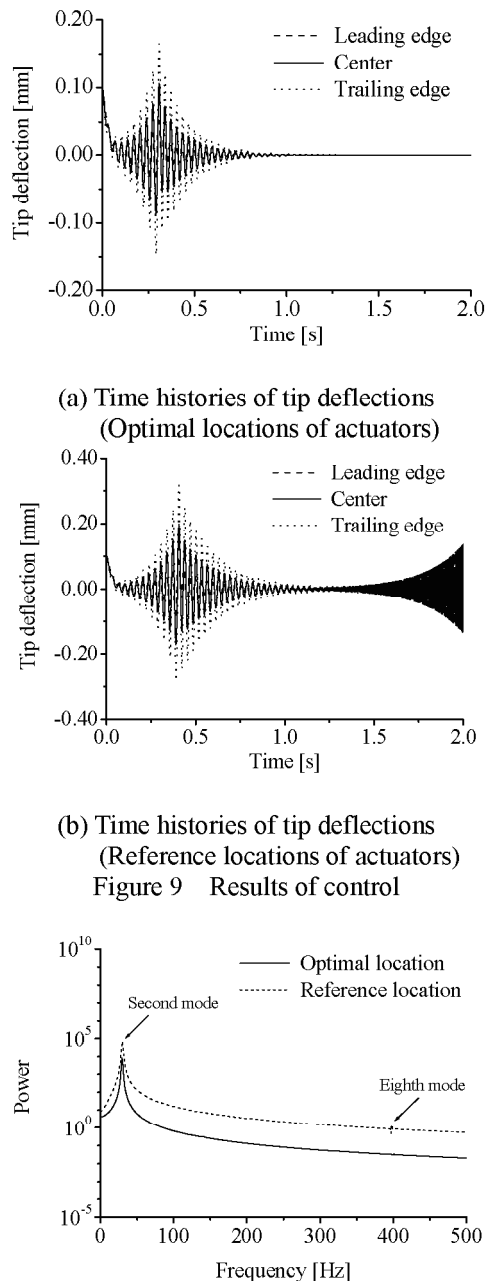 Leading edge
Center
Trailing edge
0.20
0.10
0.00
-0.10
-0.20
Tip deflection [mm]
0.0
0.5
1.0
1.5
2.0
Time [s]
(a) Time histories of tip deflections
(Optimal locations of actuators)
0.40
0.20
0.00
-0.20
-0.40
Tip deflection [mm]
Leading edge
Center
Trailing edge
0.0
0.5
1.0
1.5
2.0
Time [s]
(b) Time histories of tip deflections
(Reference locations of actuators)
Figure 9 Results of control
10^10
10^5
10^0
10^-5
Power
Optimal location
Reference location
Second mode
Eighth mode
0
100
200
300
400
500
Frequency [Hz]